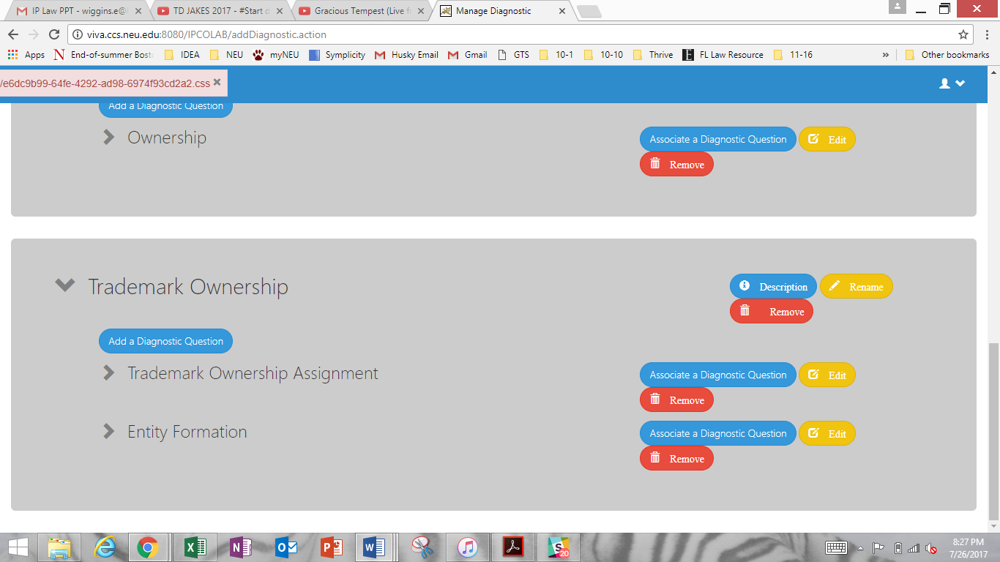 IP Law PPT - wiggins.e@
TD JAKES 2017 - #Start d
Gracious Tempest (Live f
Manage Diagnostic
viva.ccs.neu.edu:8080/IPCOLAB/addDiagnostic.action
Apps
End-of-summer Bost
IDEA
NEU
myNEU
Symplicity
Husky Email
Gmail
GTS
10-1
10-10
Thrive
FL Law Resource
11-16
»
Other bookmarks
/e6dc9b99-64fe-4292-ad98-6974f93cd2a2.css
Add a Diagnostic Question
Ownership
Associate a Diagnostic Question
Edit
Remove
Trademark Ownership
Description
Rename
Remove
Add a Diagnostic Question
Trademark Ownership Assignment
Associate a Diagnostic Question
Edit
Remove
Entity Formation
Associate a Diagnostic Question
Edit
Remove
20
8:27 PM
7/26/2017